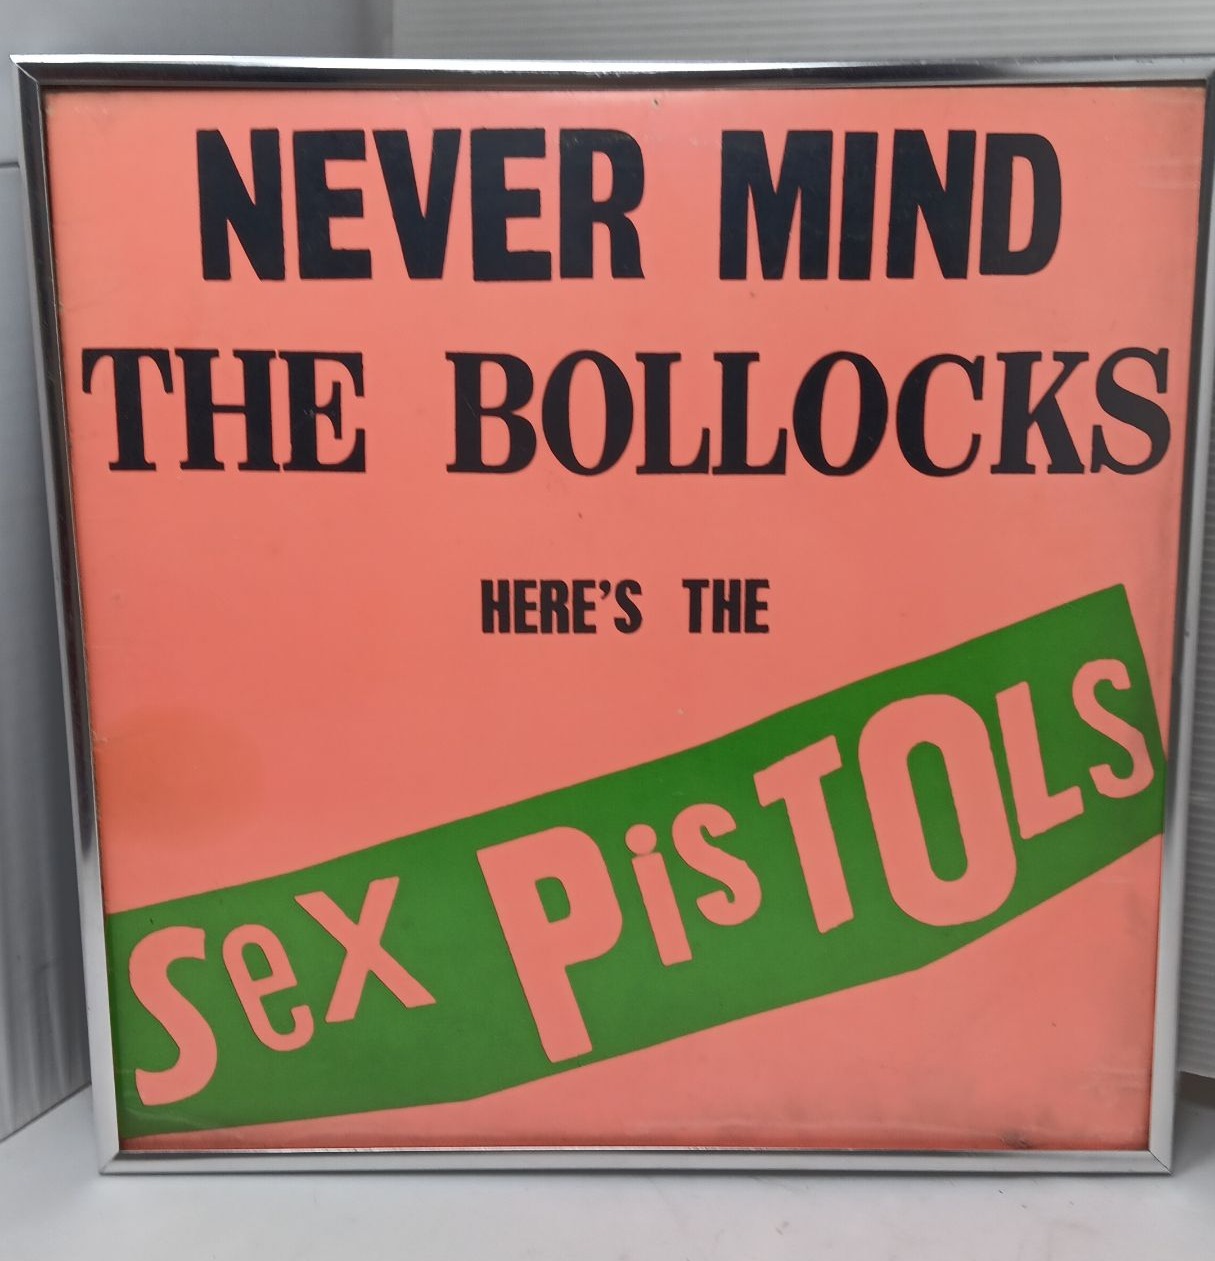 NEVER MIND
THE BOLLOCKS
HERE'S THE
SeX PiSTOLS